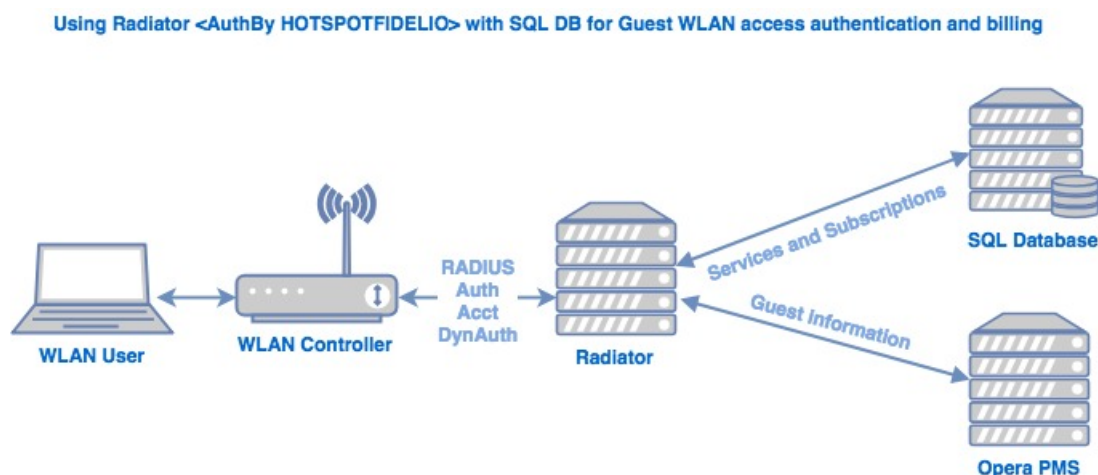 Using Radiator <AuthBy HOTSPOTFIDELIO> with SQL DB for Guest WLAN access authentication and billing
WLAN User
WLAN Controller
RADIUS
Auth
Acct
DynAuth
Radiator
Services and Subscriptions
SQL Database
Guest Information
Opera PMS